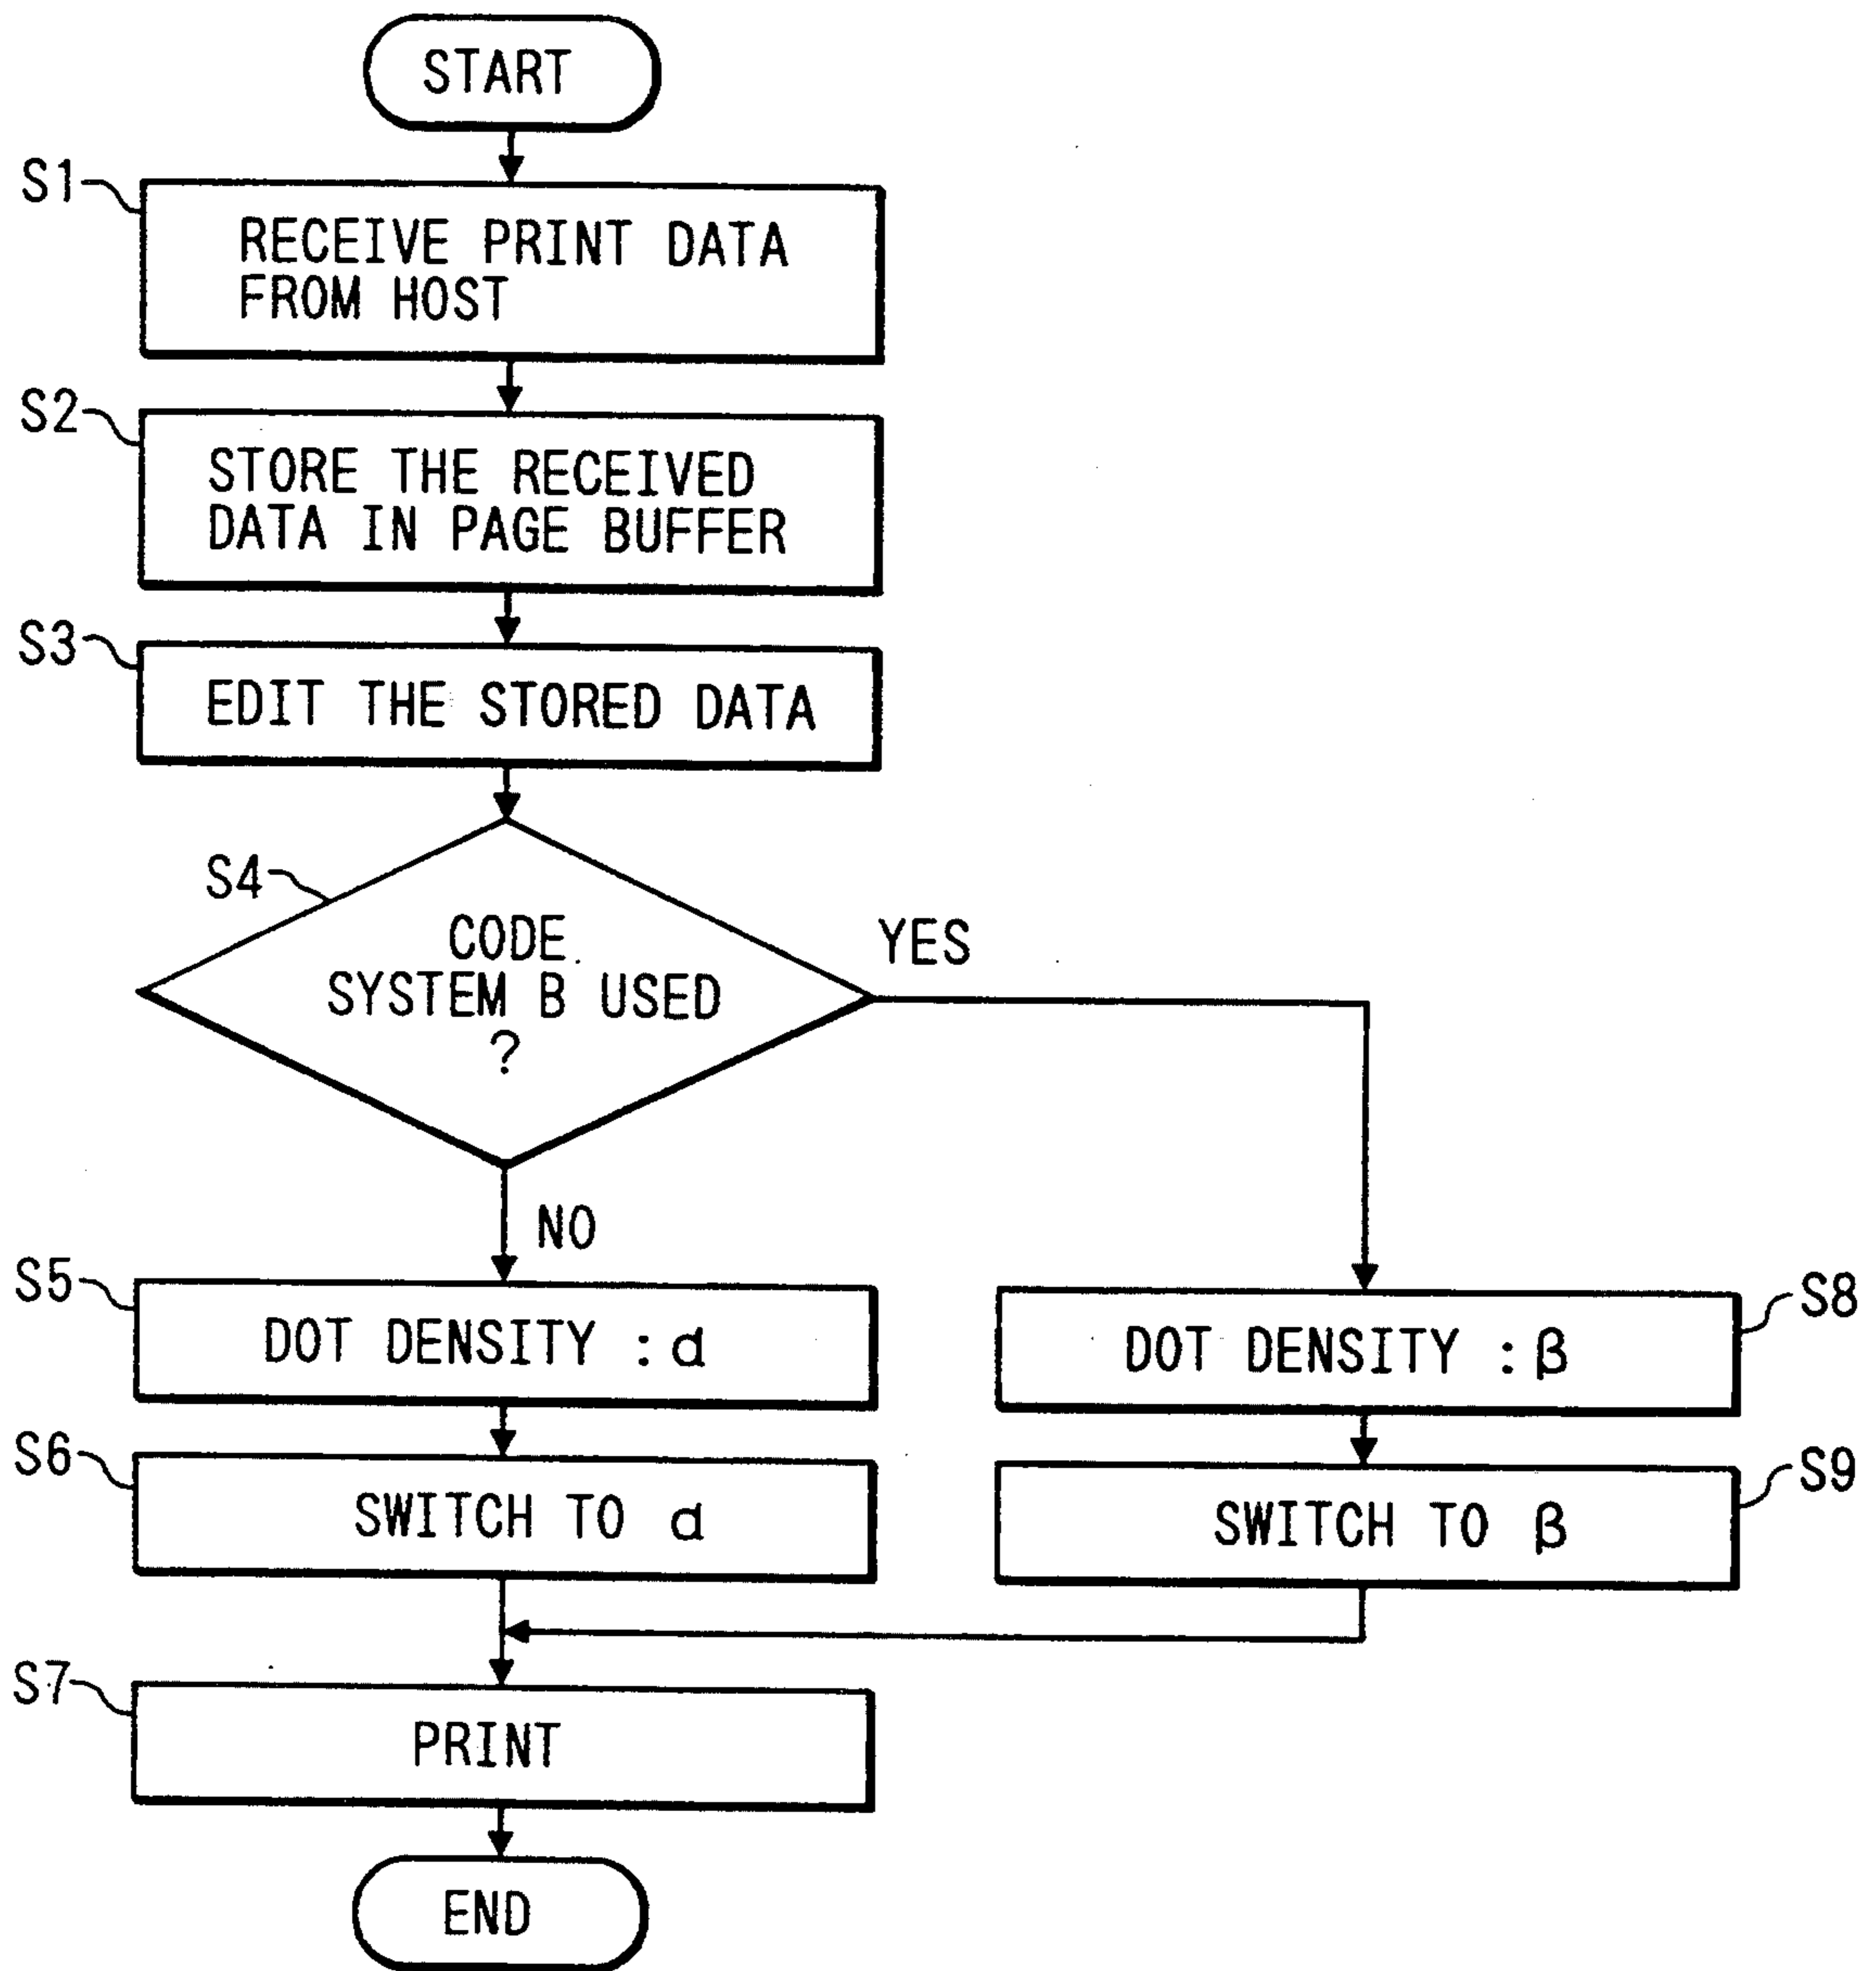 START
S1
RECEIVE PRINT DATA
FROM HOST
S2
STORE THE RECEIVED
DATA IN PAGE BUFFER
S3
EDIT THE STORED DATA
S4
CODE
SYSTEM B USED
?
YES
NO
S5
DOT DENSITY : α
S8
DOT DENSITY : β
S6
SWITCH TO α
S9
SWITCH TO β
S7
PRINT
END